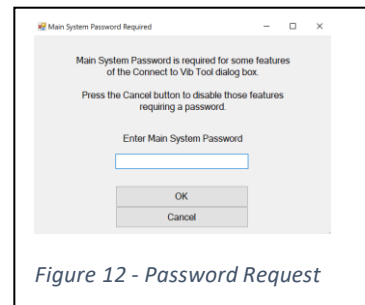 Main System Password Required
Main System Password is required for some features
of the Connect to Vib Tool dialog box.
Press the Cancel button to disable those features
requiring a password.
Enter Main System Password
OK
Cancel
Figure 12 - Password Request